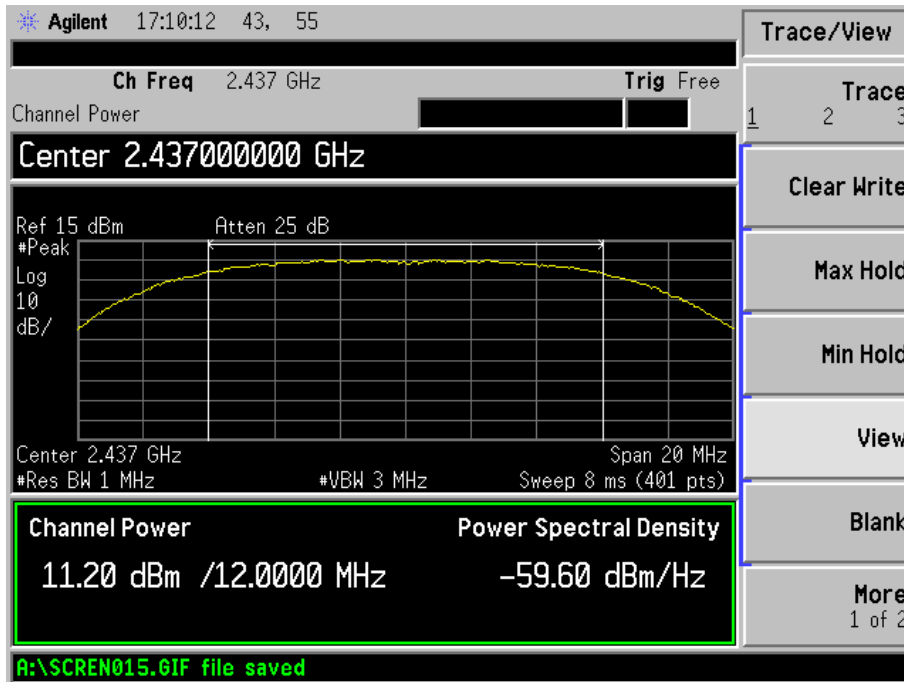 Agilent 17:10:12 43, 55
Ch Freq 2.437 GHz Trig Free
Channel Power
Center 2.437000000 GHz
Ref 15 dBm Atten 25 dB
#Peak
Log
10
dB/
Center 2.437 GHz Span 20 MHz
#Res BW 1 MHz #VBW 3 MHz Sweep 8 ms (401 pts)
Channel Power Power Spectral Density
11.20 dBm /12.0000 MHz -59.60 dBm/Hz
A:\SCREN015.GIF file saved
Trace/View
Trace
1 2 3
Clear Write
Max Hold
Min Hold
View
Blank
More
1 of 2